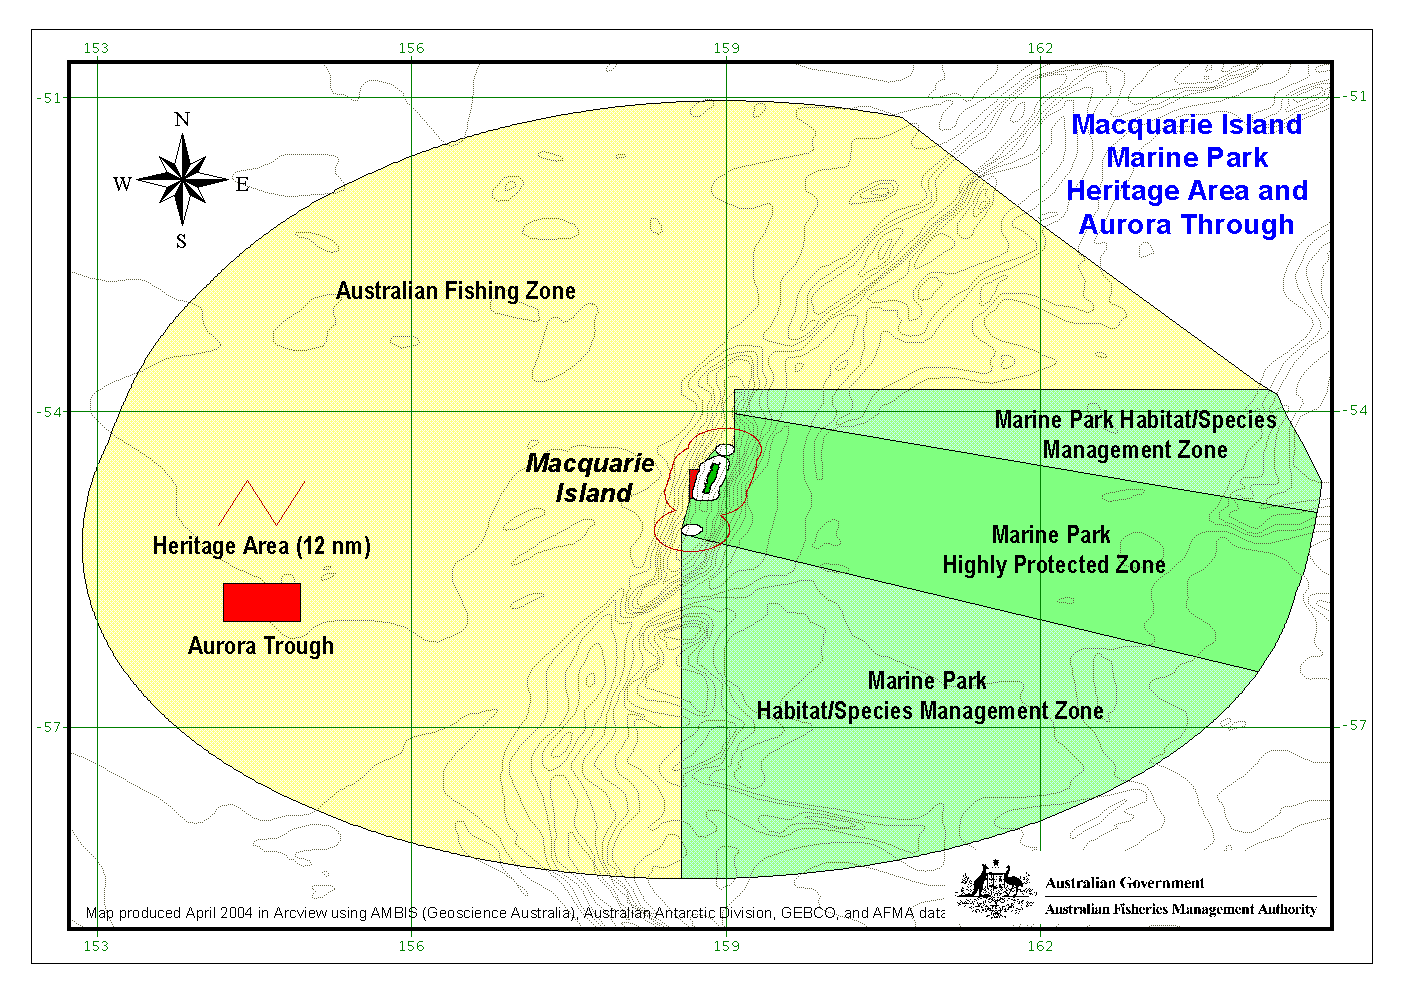 153 156 159 162
-51 -51
N
W E
S
Macquarie Island
Marine Park
Heritage Area and
Aurora Through
Australian Fishing Zone
-54 -54
Marine Park Habitat/Species
Management Zone
Macquarie
Island
Marine Park
Highly Protected Zone
Heritage Area (12 nm)
Aurora Trough
Marine Park
Habitat/Species Management Zone
-57 -57
Australian Government
Australian Fisheries Management Authority
Map produced April 2004 in Arcview using AMBIS (Geoscience Australia), Australian Antarctic Division, GEBCO, and AFMA data
153 156 159 162